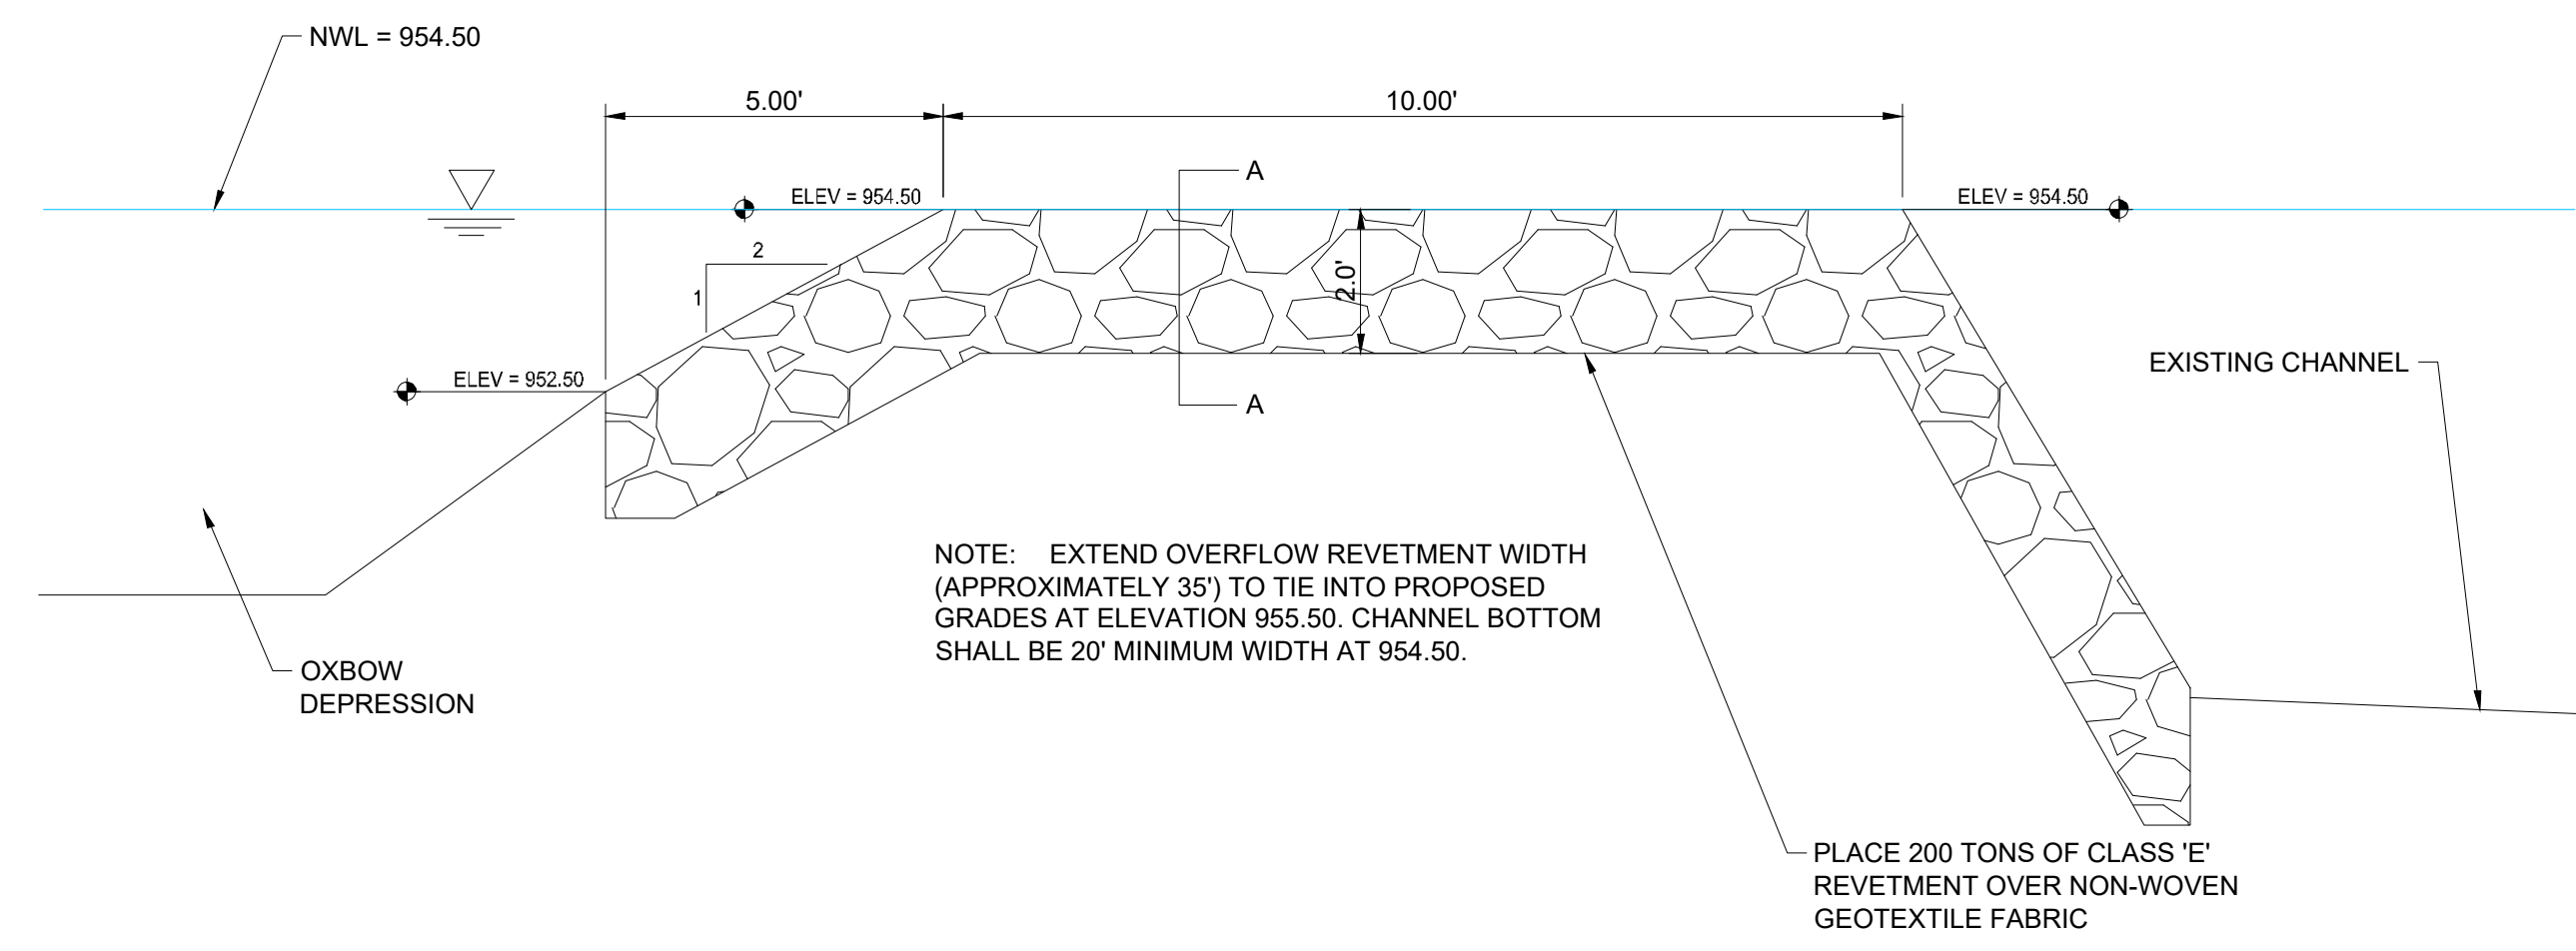 NWL = 954.50
5.00'
10.00'
A
ELEV = 954.50
ELEV = 954.50
2
1
2.0'
ELEV = 952.50
A
EXISTING CHANNEL
NOTE: EXTEND OVERFLOW REVETMENT WIDTH
(APPROXIMATELY 35') TO TIE INTO PROPOSED
GRADES AT ELEVATION 955.50. CHANNEL BOTTOM
SHALL BE 20' MINIMUM WIDTH AT 954.50.
OXBOW
DEPRESSION
PLACE 200 TONS OF CLASS 'E'
REVETMENT OVER NON-WOVEN
GEOTEXTILE FABRIC